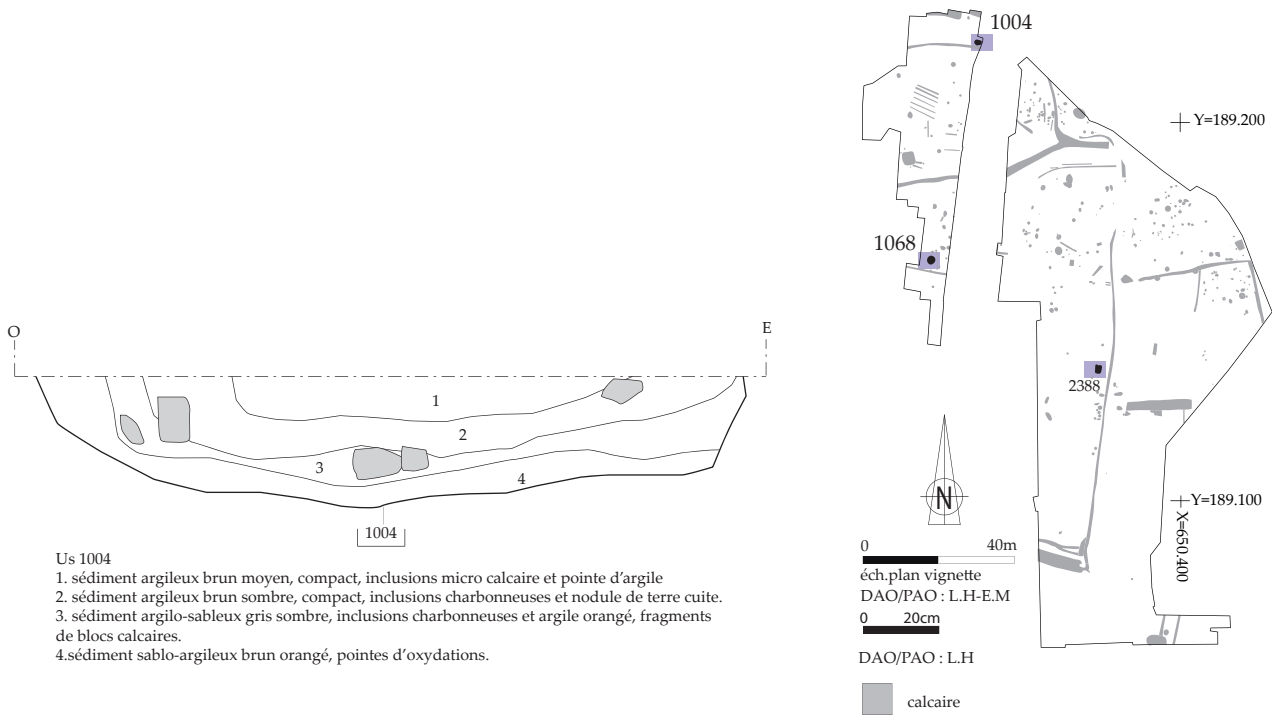 O
E
1
2
3
4
1004
Us 1004
1. sédiment argileux brun moyen, compact, inclusions micro calcaire et pointe d'argile
2. sédiment argileux brun sombre, compact, inclusions charbonneuses et nodule de terre cuite.
3. sédiment argilo-sableux gris sombre, inclusions charbonneuses et argile orangé, fragments
de blocs calcaires.
4.sédiment sablo-argileux brun orangé, pointes d'oxydations.
1004
Y=189.200
1068
2388
Y=189.100
X=650.400
N
0 40m
éch.plan vignette
DAO/PAO : L.H-E.M
0 20cm
DAO/PAO : L.H
calcaire